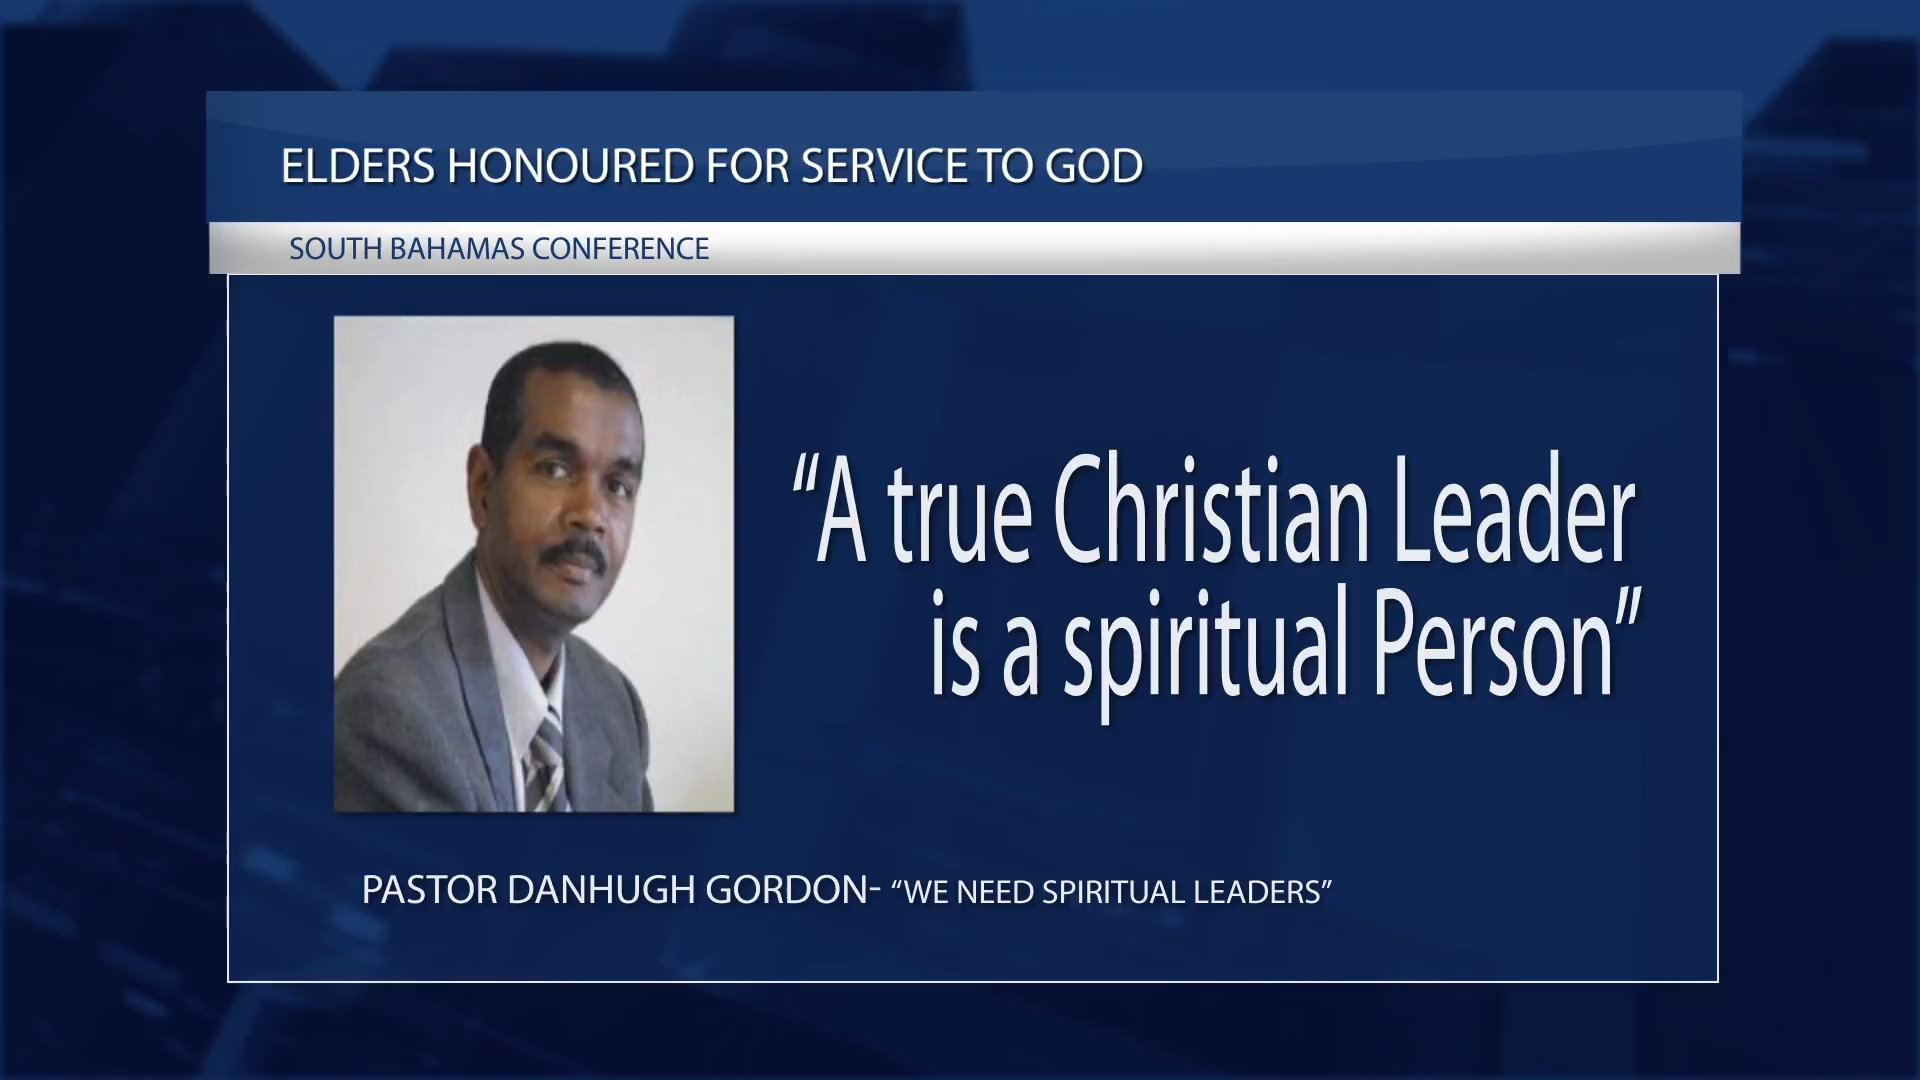 ELDERS HONOURED FOR SERVICE TO GOD
SOUTH BAHAMAS CONFERENCE
“A true Christian Leader
is a spiritual Person”
PASTOR DANHUGH GORDON- “WE NEED SPIRITUAL LEADERS”